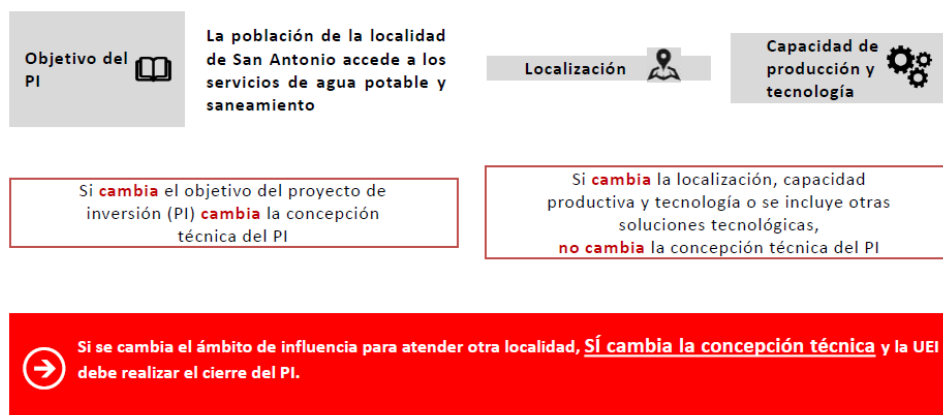 Objetivo del
PI
La población de la localidad
de San Antonio accede a los
servicios de agua potable y
saneamiento
Localización
Capacidad de
producción y
tecnología
Si cambia el objetivo del proyecto de
inversión (PI) cambia la concepción
técnica del PI
Si cambia la localización, capacidad
productiva y tecnología o se incluye otras
soluciones tecnológicas,
no cambia la concepción técnica del PI
Si se cambia el ámbito de influencia para atender otra localidad, SÍ cambia la concepción técnica y la UEI
debe realizar el cierre del PI.